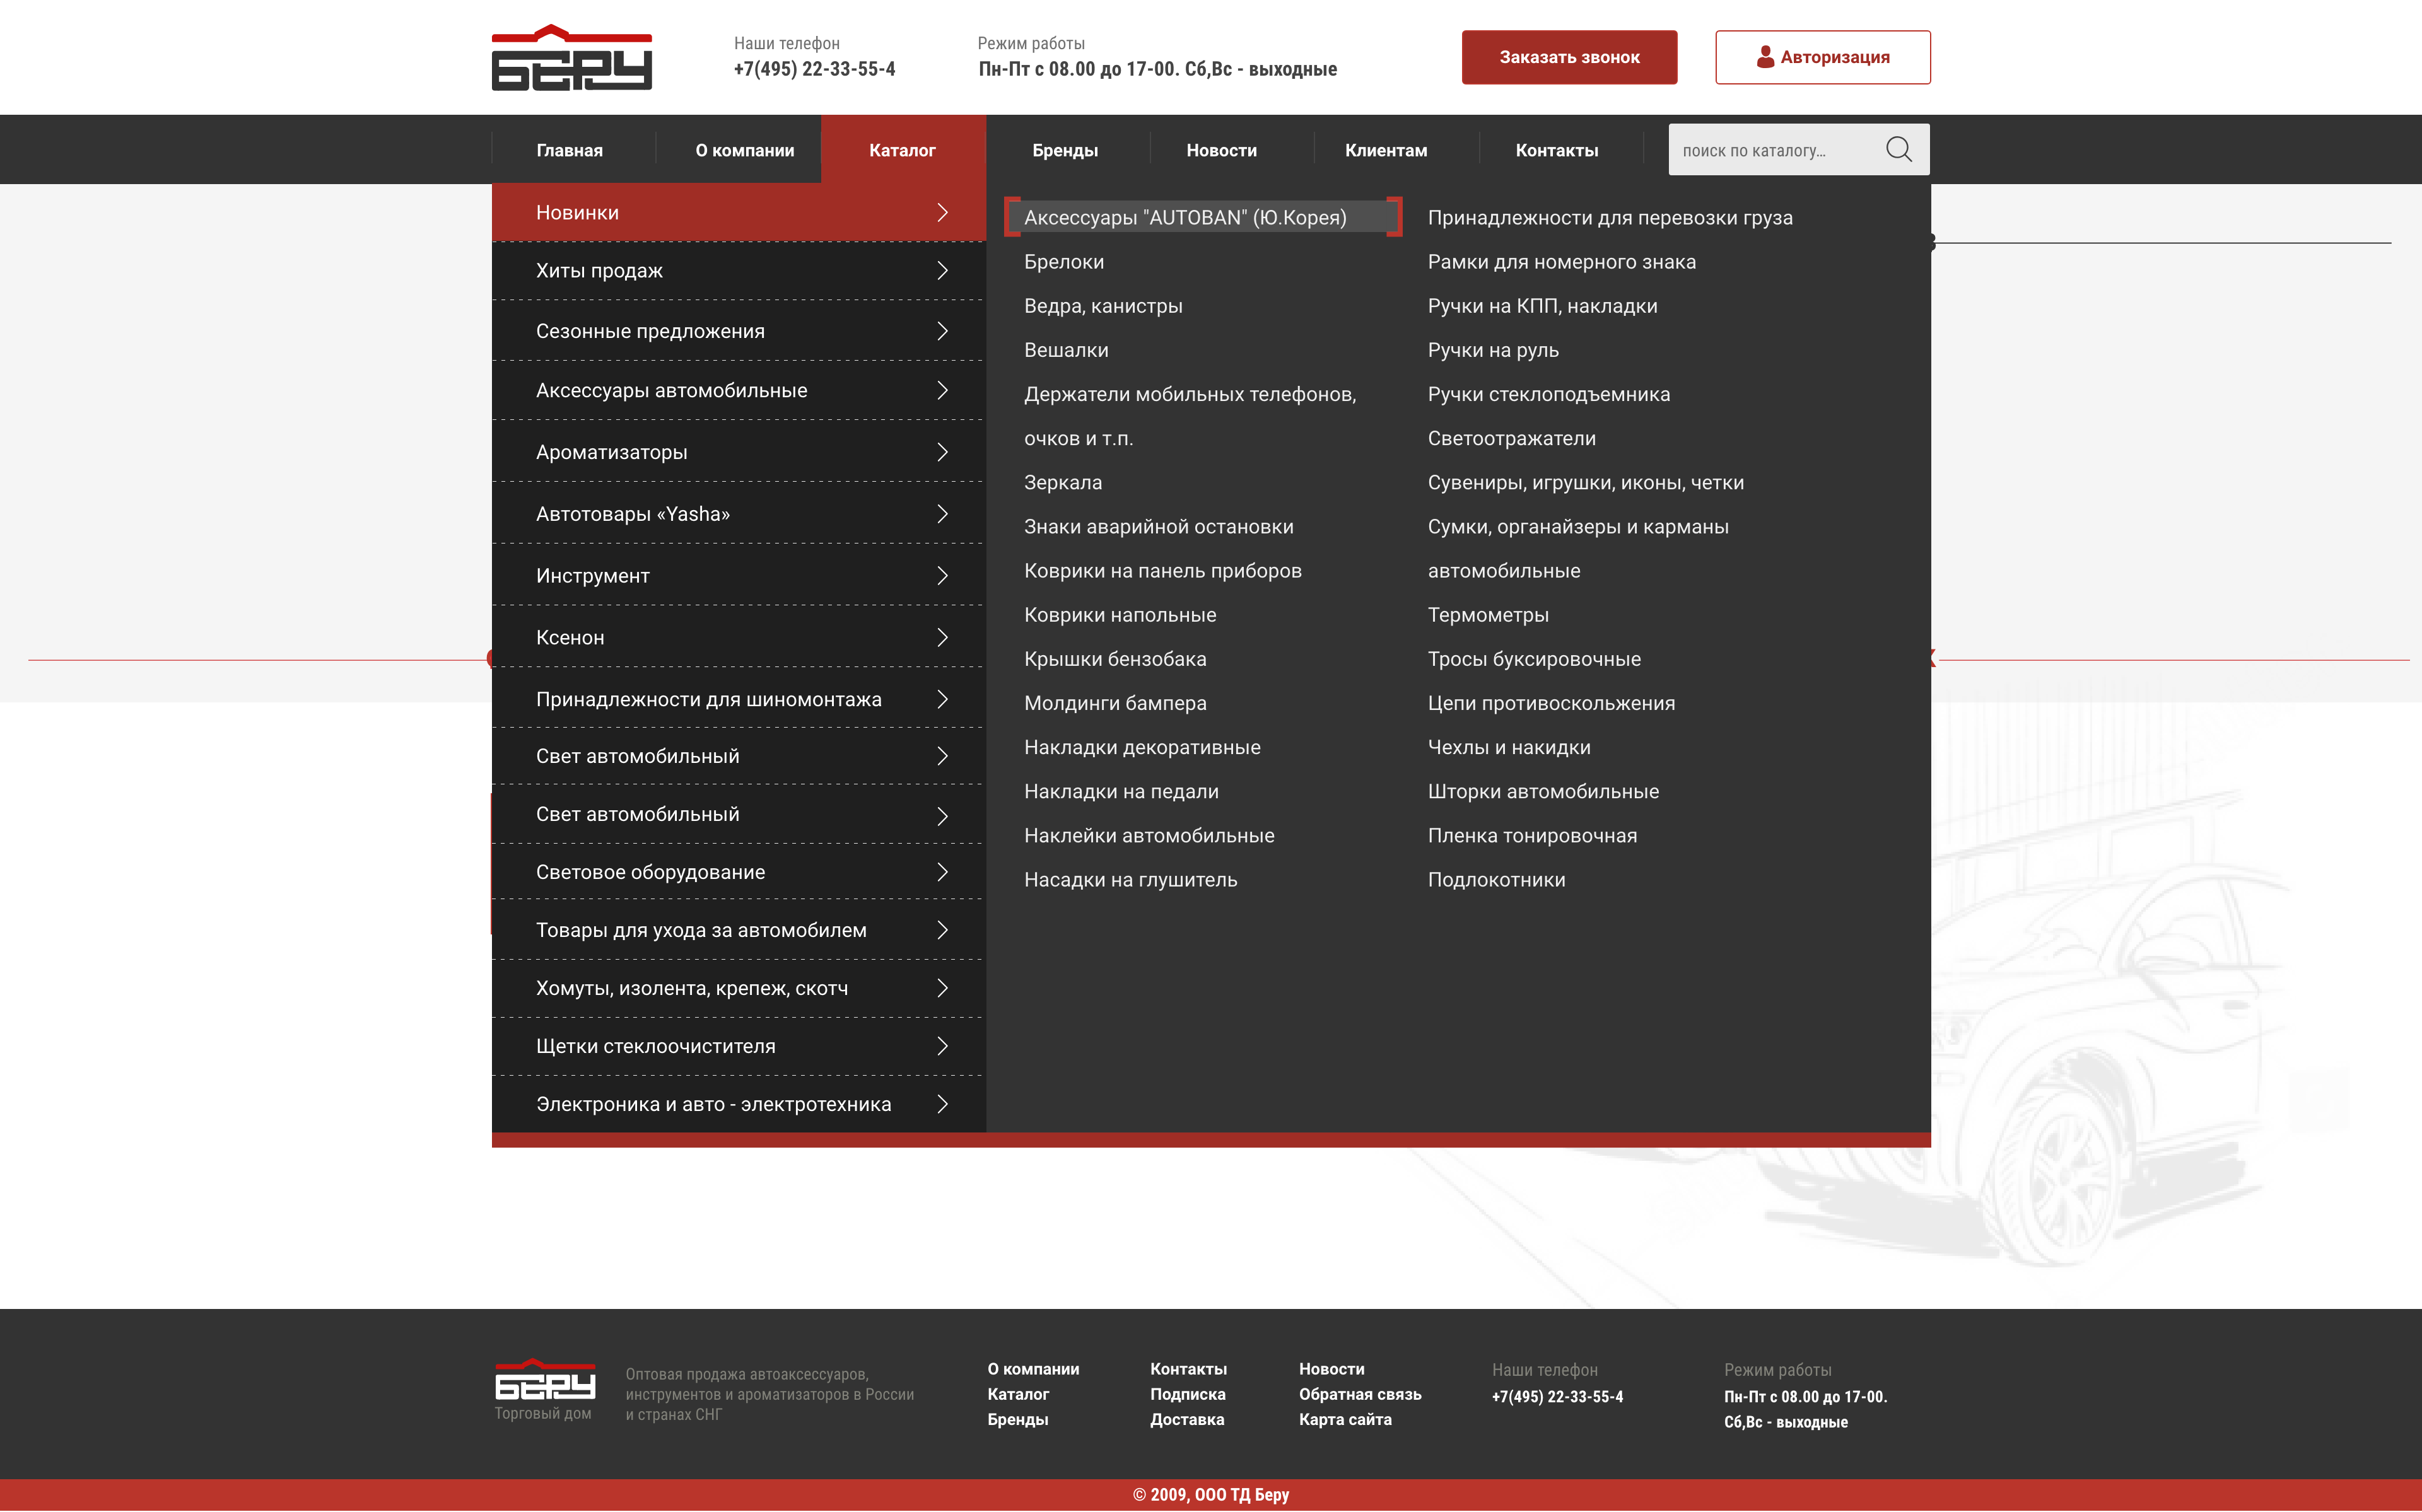 БЕРУ
Наши телефон
+7(495) 22-33-55-4
Режим работы
Пн-Пт с 08.00 до 17-00. Сб,Вс - выходные
Заказать звонок
Авторизация
Главная
О компании
Каталог
Бренды
Новости
Клиентам
Контакты
поиск по каталогу...
Новинки
Хиты продаж
Сезонные предложения
Аксессуары автомобильные
Ароматизаторы
Автотовары «Yasha»
Инструмент
Ксенон
Принадлежности для шиномонтажа
Свет автомобильный
Свет автомобильный
Световое оборудование
Товары для ухода за автомобилем
Хомуты, изолента, крепеж, скотч
Щетки стеклоочистителя
Электроника и авто - электротехника
Аксессуары "AUTOBAN" (Ю.Корея)
Брелоки
Ведра, канистры
Вешалки
Держатели мобильных телефонов,
очков и т.п.
Зеркала
Знаки аварийной остановки
Коврики на панель приборов
Коврики напольные
Крышки бензобака
Молдинги бампера
Накладки декоративные
Накладки на педали
Наклейки автомобильные
Насадки на глушитель
Принадлежности для перевозки груза
Рамки для номерного знака
Ручки на КПП, накладки
Ручки на руль
Ручки стеклоподъемника
Светоотражатели
Сувениры, игрушки, иконы, четки
Сумки, органайзеры и карманы
автомобильные
Термометры
Тросы буксировочные
Цепи противоскольжения
Чехлы и накидки
Шторки автомобильные
Пленка тонировочная
Подлокотники
БЕРУ
Торговый дом
Оптовая продажа автоаксессуаров,
инструментов и ароматизаторов в России
и странах СНГ
О компании
Каталог
Бренды
Контакты
Подписка
Доставка
Новости
Обратная связь
Карта сайта
Наши телефон
+7(495) 22-33-55-4
Режим работы
Пн-Пт с 08.00 до 17-00.
Сб,Вс - выходные
© 2009, ООО ТД Беру